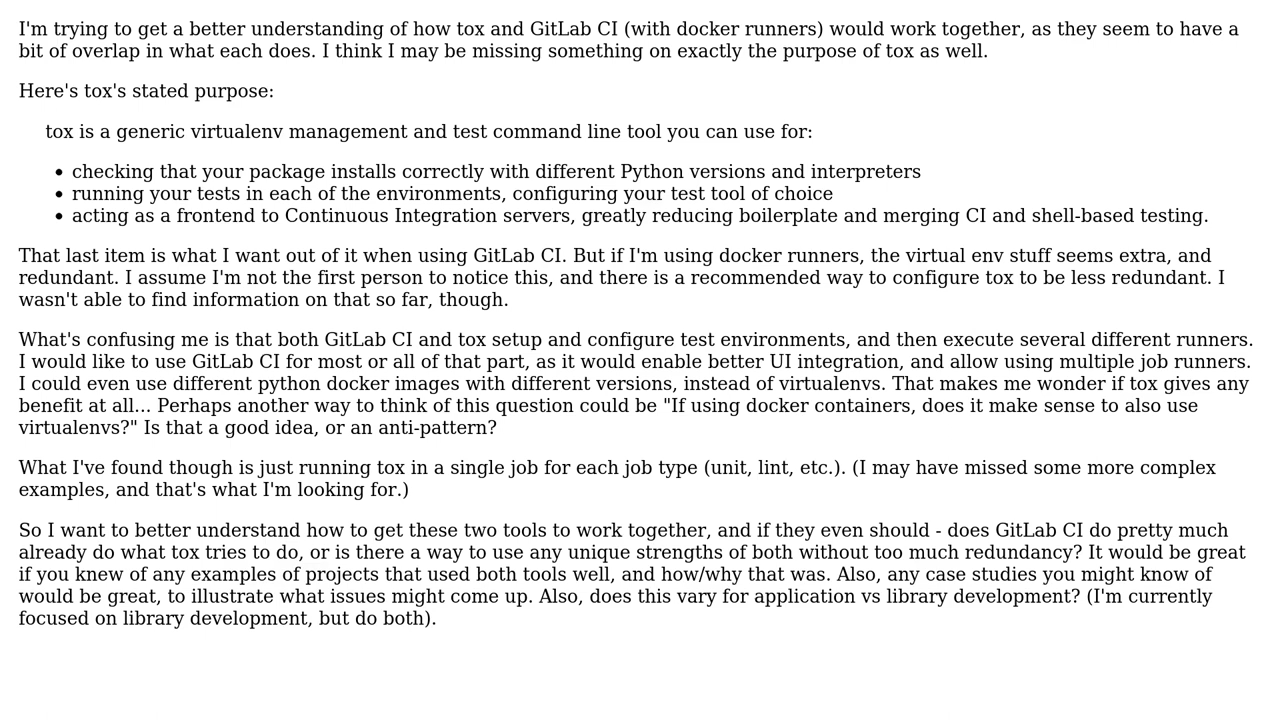 I'm trying to get a better understanding of how tox and GitLab CI (with docker runners) would work together, as they seem to have a
bit of overlap in what each does. I think I may be missing something on exactly the purpose of tox as well.
Here's tox's stated purpose:
tox is a generic virtualenv management and test command line tool you can use for:
• checking that your package installs correctly with different Python versions and interpreters
• running your tests in each of the environments, configuring your test tool of choice
• acting as a frontend to Continuous Integration servers, greatly reducing boilerplate and merging CI and shell-based testing.
That last item is what I want out of it when using GitLab CI. But if I'm using docker runners, the virtual env stuff seems extra, and
redundant. I assume I'm not the first person to notice this, and there is a recommended way to configure tox to be less redundant. I
wasn't able to find information on that so far, though.
What's confusing me is that both GitLab CI and tox setup and configure test environments, and then execute several different runners.
I would like to use GitLab CI for most or all of that part, as it would enable better UI integration, and allow using multiple job runners.
I could even use different python docker images with different versions, instead of virtualenvs. That makes me wonder if tox gives any
benefit at all... Perhaps another way to think of this question could be "If using docker containers, does it make sense to also use
virtualenvs?" Is that a good idea, or an anti-pattern?
What I've found though is just running tox in a single job for each job type (unit, lint, etc.). (I may have missed some more complex
examples, and that's what I'm looking for.)
So I want to better understand how to get these two tools to work together, and if they even should - does GitLab CI do pretty much
already do what tox tries to do, or is there a way to use any unique strengths of both without too much redundancy? It would be great
if you knew of any examples of projects that used both tools well, and how/why that was. Also, any case studies you might know of
would be great, to illustrate what issues might come up. Also, does this vary for application vs library development? (I'm currently
focused on library development, but do both).